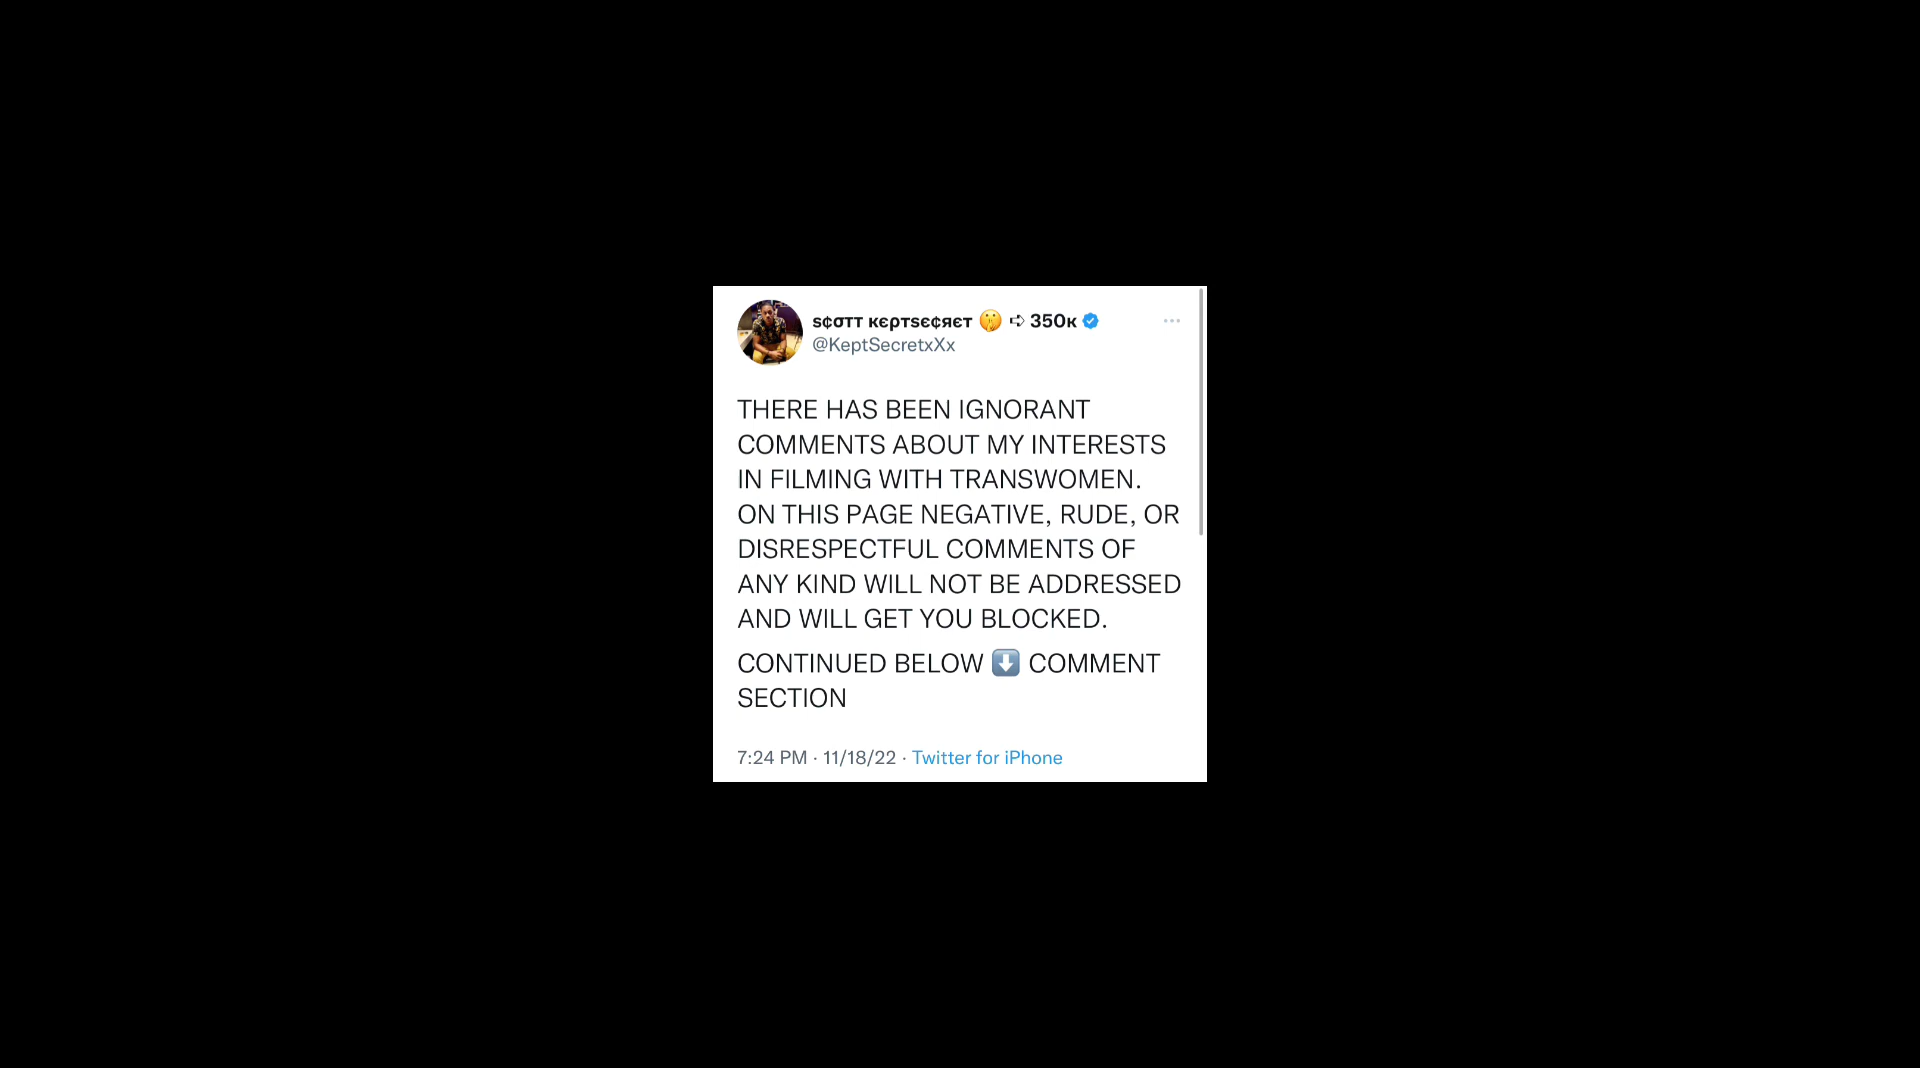 s¢σττ кєρтѕє¢яєт 🤫 ➪ 350к
@KeptSecretxXx
THERE HAS BEEN IGNORANT
COMMENTS ABOUT MY INTERESTS
IN FILMING WITH TRANSWOMEN.
ON THIS PAGE NEGATIVE, RUDE, OR
DISRESPECTFUL COMMENTS OF
ANY KIND WILL NOT BE ADDRESSED
AND WILL GET YOU BLOCKED.
CONTINUED BELOW ⬇️ COMMENT
SECTION
7:24 PM · 11/18/22 · Twitter for iPhone